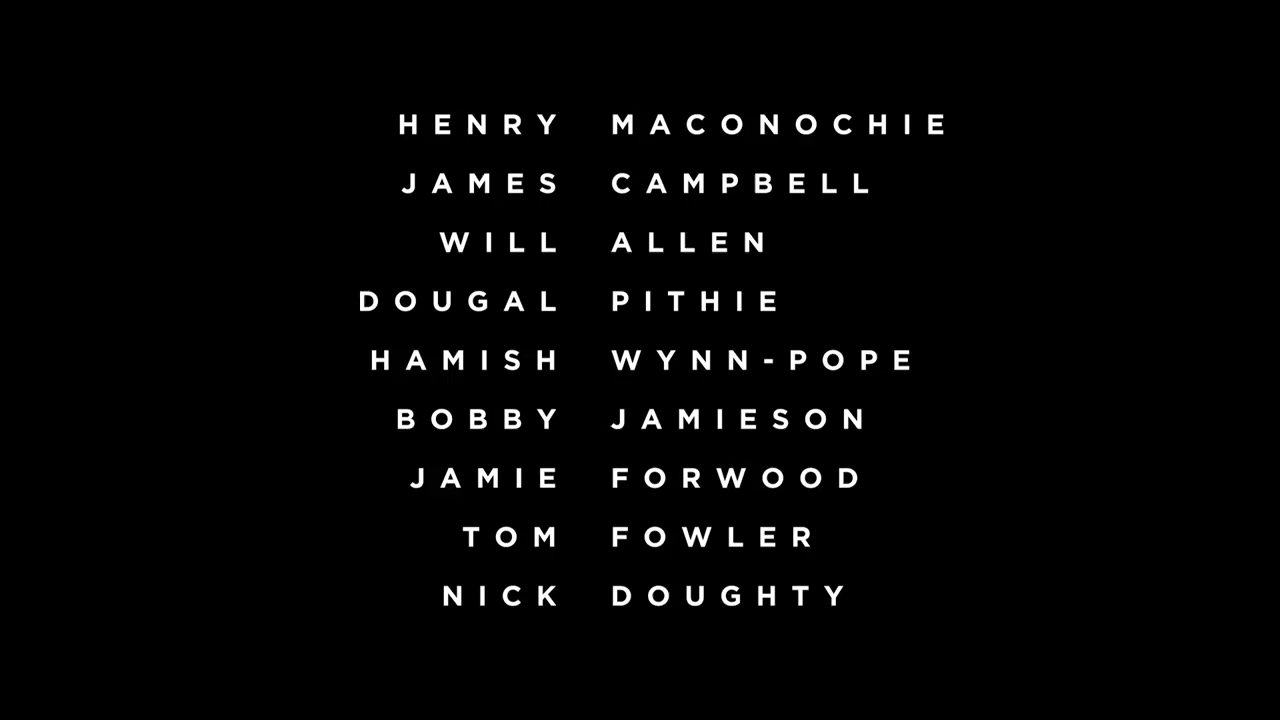 HENRY MACONOCHIE
JAMES CAMPBELL
WILL ALLEN
DOUGAL PITHIE
HAMISH WYNN-POPE
BOBBY JAMIESON
JAMIE FORWOOD
TOM FOWLER
NICK DOUGHTY